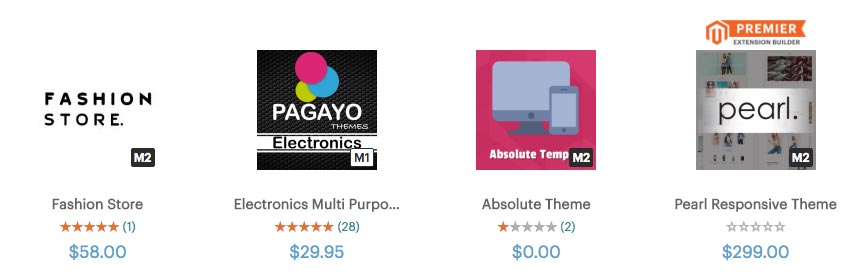 PREMIER
EXTENSION BUILDER
FASHION
STORE.
M2
PAGAYO
THEMES
Electronics
M1
Absolute Temp
M2
pearl.
M2
Fashion Store
(1)
$58.00
Electronics Multi Purpo...
(28)
$29.95
Absolute Theme
(2)
$0.00
Pearl Responsive Theme
$299.00